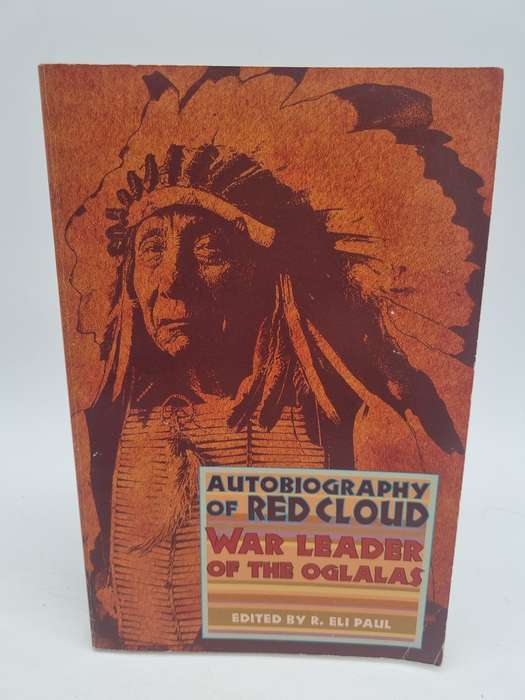 AUTOBIOGRAPHY
OF RED CLOUD
WAR LEADER
OF THE OGLALAS
EDITED BY R. ELI PAUL